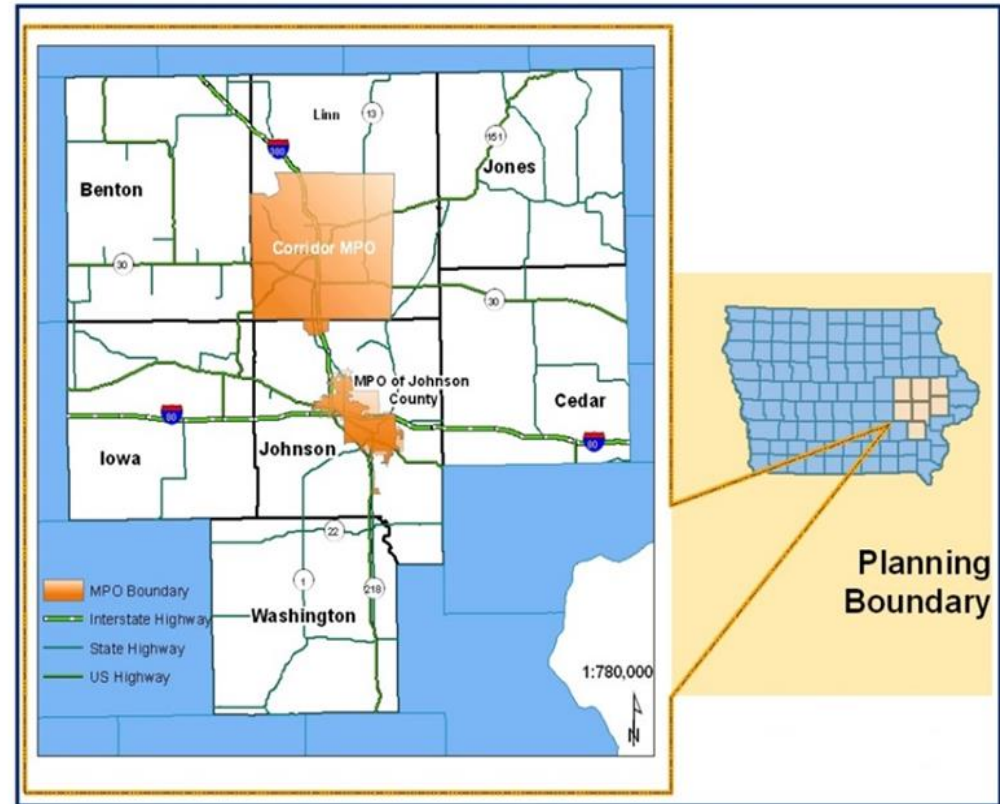 Linn
13
380
151
Jones
Benton
Corridor MPO
30
30
MPO of Johnson
County
Cedar
80
80
Iowa
Johnson
22
1
218
Washington
MPO Boundary
Interstate Highway
State Highway
US Highway
1:780,000
N
Planning
Boundary